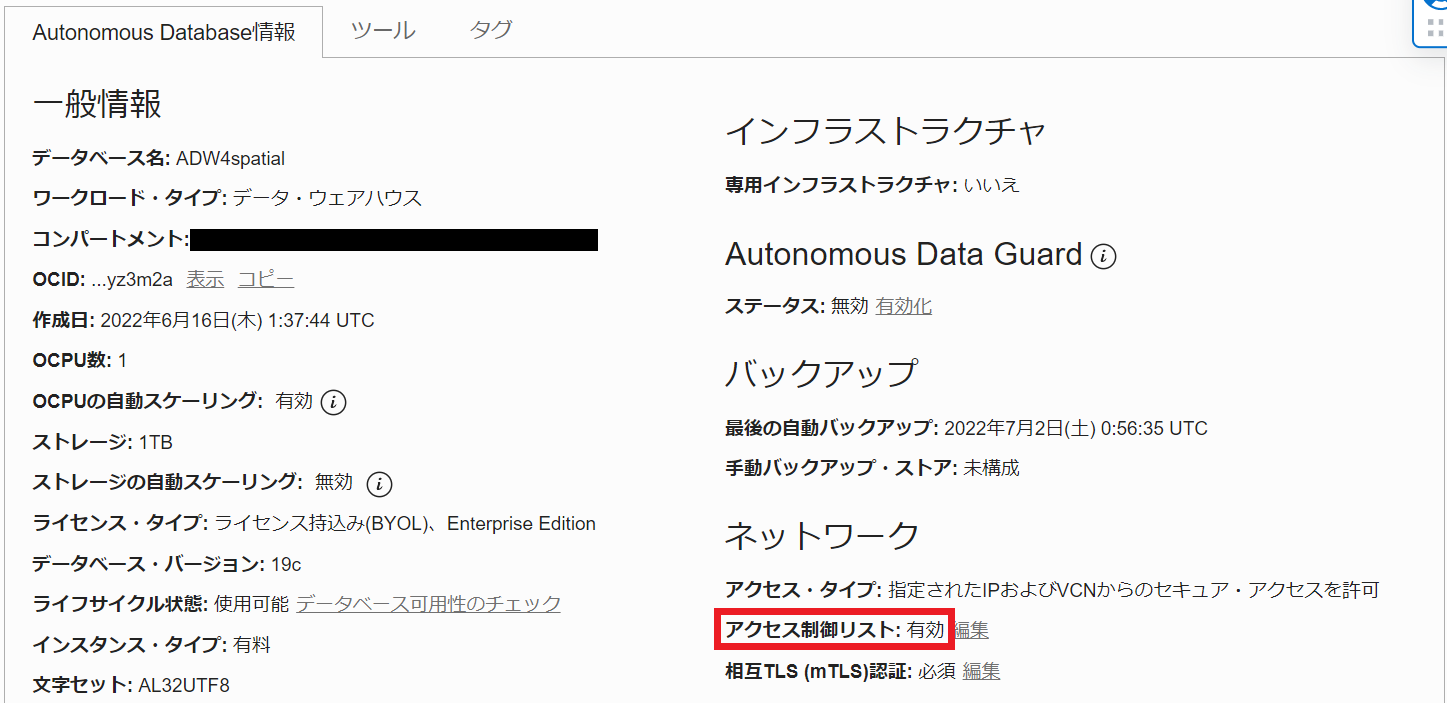 Autonomous Database情報
ツール
タグ
一般情報
データベース名: ADW4spatial
ワークロード・タイプ: データ・ウェアハウス
コンパートメント:
OCID: ...yz3m2a 表示 コピー
作成日: 2022年6月16日(木) 1:37:44 UTC
OCPU数: 1
OCPUの自動スケーリング: 有効 i
ストレージ: 1TB
ストレージの自動スケーリング: 無効 i
ライセンス・タイプ: ライセンス持込み(BYOL)、Enterprise Edition
データベース・バージョン: 19c
ライフサイクル状態: 使用可能 データベース可用性のチェック
インスタンス・タイプ: 有料
文字セット: AL32UTF8
インフラストラクチャ
専用インフラストラクチャ: いいえ
Autonomous Data Guard i
ステータス: 無効 有効化
バックアップ
最後の自動バックアップ: 2022年7月2日(土) 0:56:35 UTC
手動バックアップ・ストア: 未構成
ネットワーク
アクセス・タイプ: 指定されたIPおよびVCNからのセキュア・アクセスを許可
アクセス制御リスト: 有効 編集
相互TLS (mTLS)認証: 必須 編集